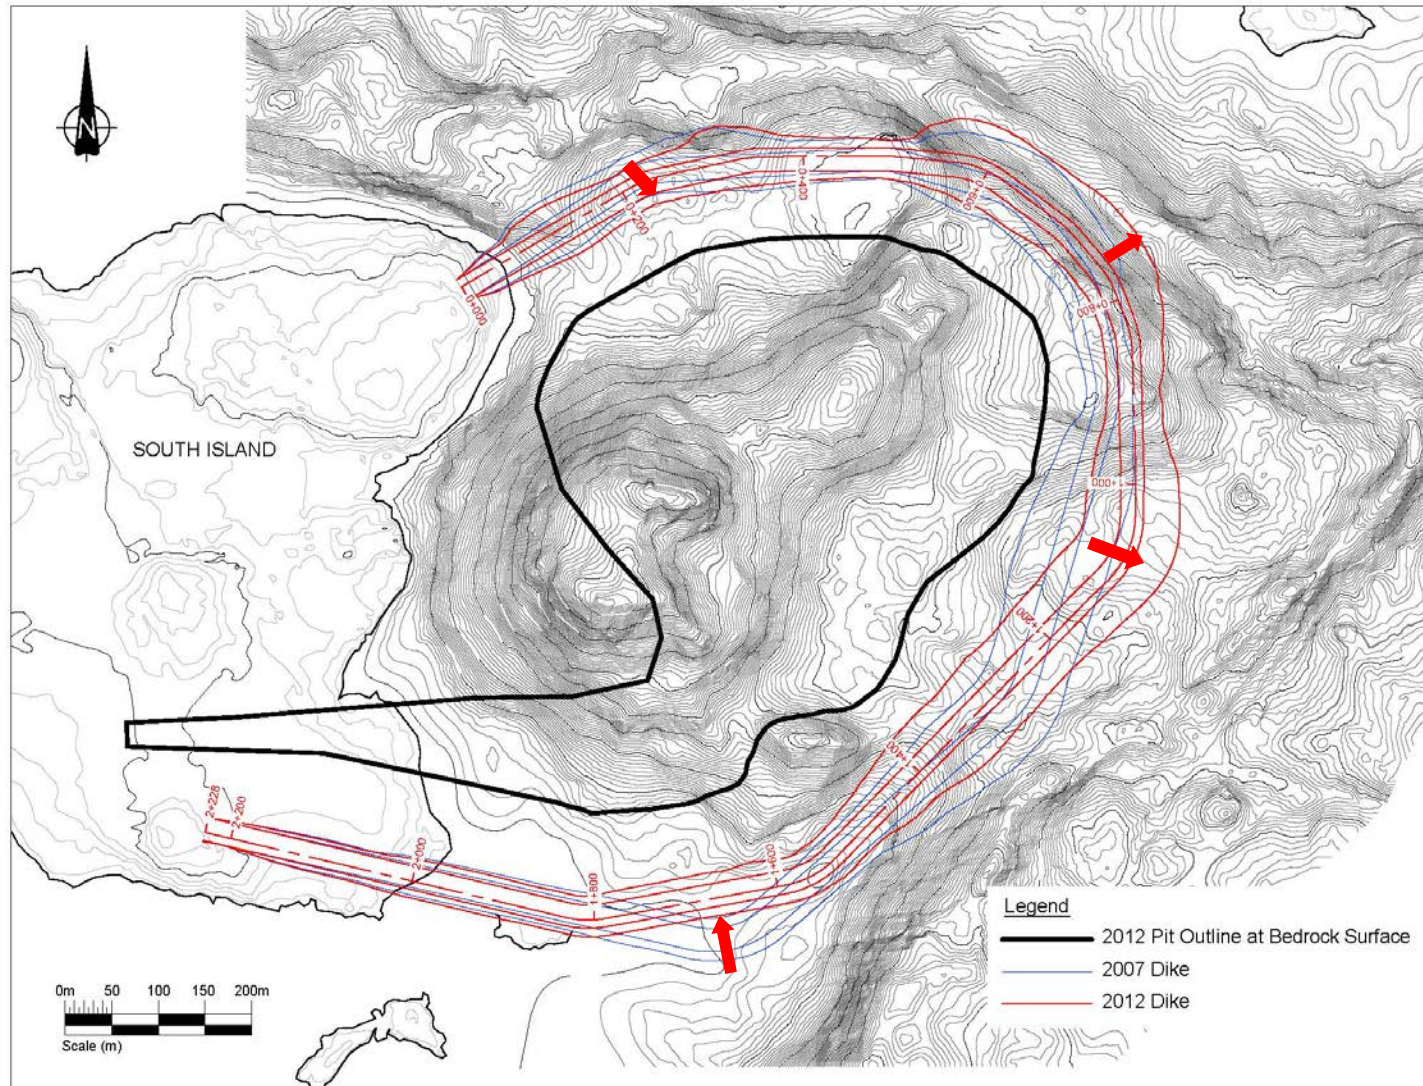 N
0+000
0+200
0+400
0+600
0+800
1+000
1+200
1+400
1+600
1+800
2+000
2+200
2+228
SOUTH ISLAND
Legend
2012 Pit Outline at Bedrock Surface
2007 Dike
2012 Dike
0m 50 100 150 200m
Scale (m)